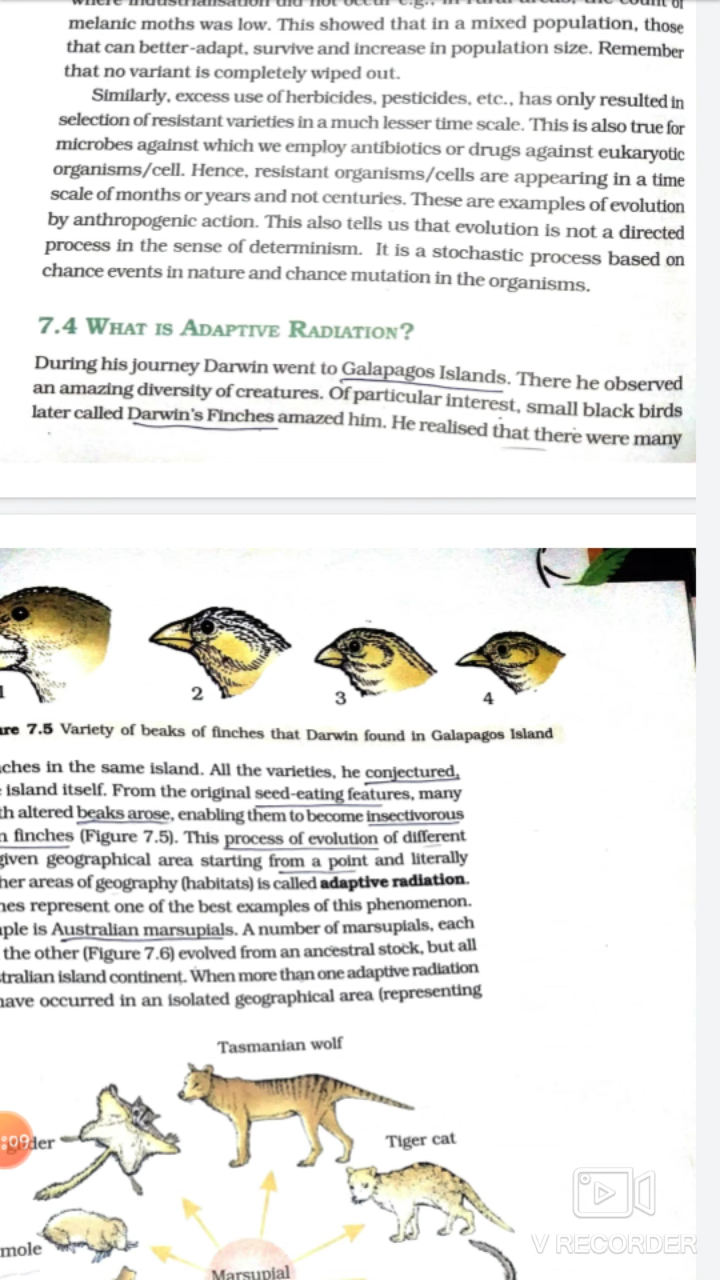 melanic moths was low. This showed that in a mixed population, those
that can better-adapt, survive and increase in population size. Remember
that no variant is completely wiped out.
Similarly, excess use of herbicides, pesticides, etc., has only resulted in
selection of resistant varieties in a much lesser time scale. This is also true for
microbes against which we employ antibiotics or drugs against eukaryotic
organisms/cell. Hence, resistant organisms/cells are appearing in a time
scale of months or years and not centuries. These are examples of evolution
by anthropogenic action. This also tells us that evolution is not a directed
process in the sense of determinism. It is a stochastic process based on
chance events in nature and chance mutation in the organisms.
7.4 WHAT IS ADAPTIVE RADIATION?
During his journey Darwin went to Galapagos Islands. There he observed
an amazing diversity of creatures. Of particular interest, small black birds
later called Darwin's Finches amazed him. He realised that there were many
1 2 3 4
re 7.5 Variety of beaks of finches that Darwin found in Galapagos Island
ches in the same island. All the varieties, he conjectured,
island itself. From the original seed-eating features, many
th altered beaks arose, enabling them to become insectivorous
n finches (Figure 7.5). This process of evolution of different
given geographical area starting from a point and literally
her areas of geography (habitats) is called adaptive radiation.
hes represent one of the best examples of this phenomenon.
ple is Australian marsupials. A number of marsupials, each
the other (Figure 7.6) evolved from an ancestral stock, but all
stralian island continent. When more than one adaptive radiation
have occurred in an isolated geographical area (representing
Tasmanian wolf
:09
der
Tiger cat
mole
Marsupial
V RECORDER